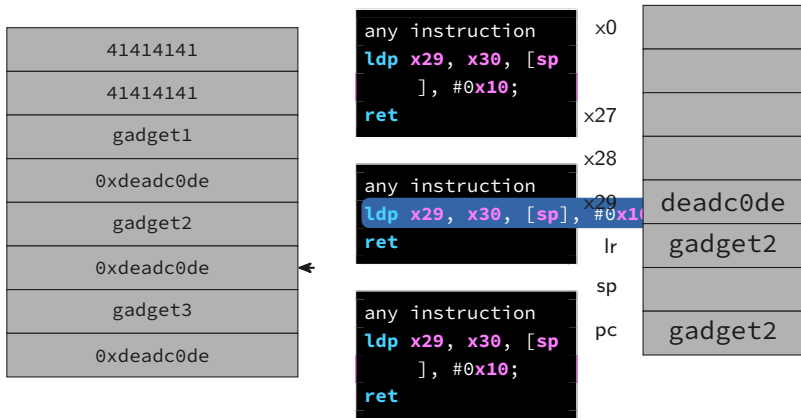 41414141
41414141
gadget1
0xdeadc0de
gadget2
0xdeadc0de
gadget3
0xdeadc0de
any instruction
ldp x29, x30, [sp
], #0x10;
ret
any instruction
ldp x29, x30, [sp], #0x10
ret
any instruction
ldp x29, x30, [sp
], #0x10;
ret
x0
x27
x28
x29 deadc0de
lr gadget2
sp
pc gadget2